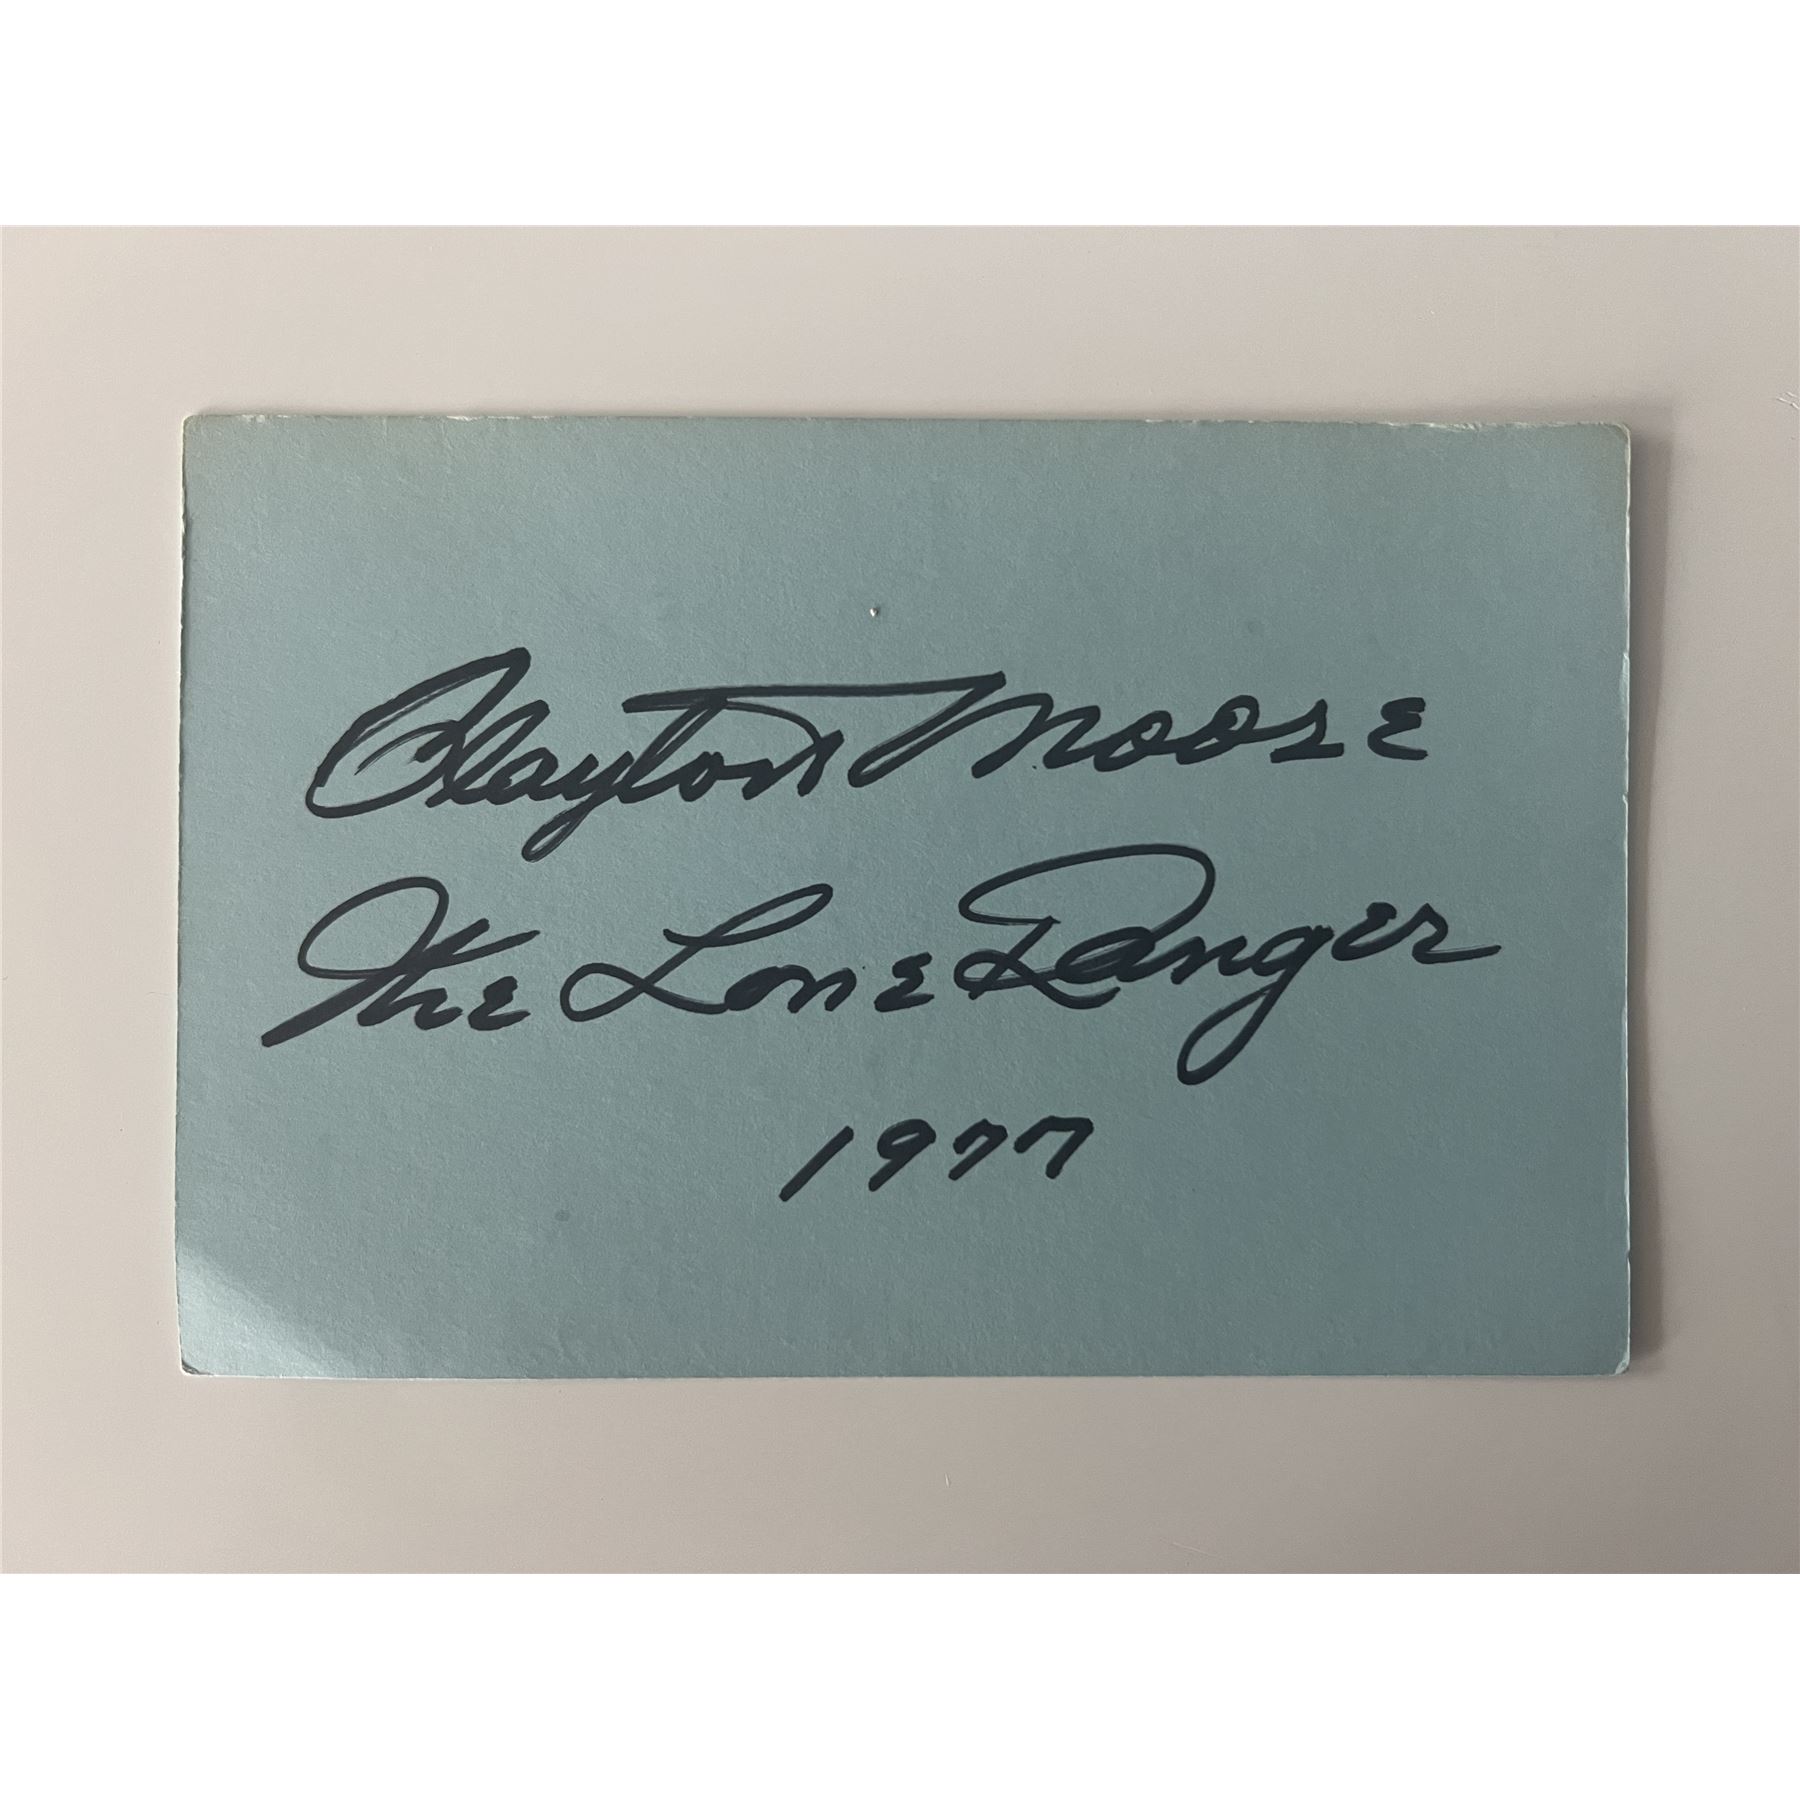 Clayton Moore
The Lone Ranger
1977